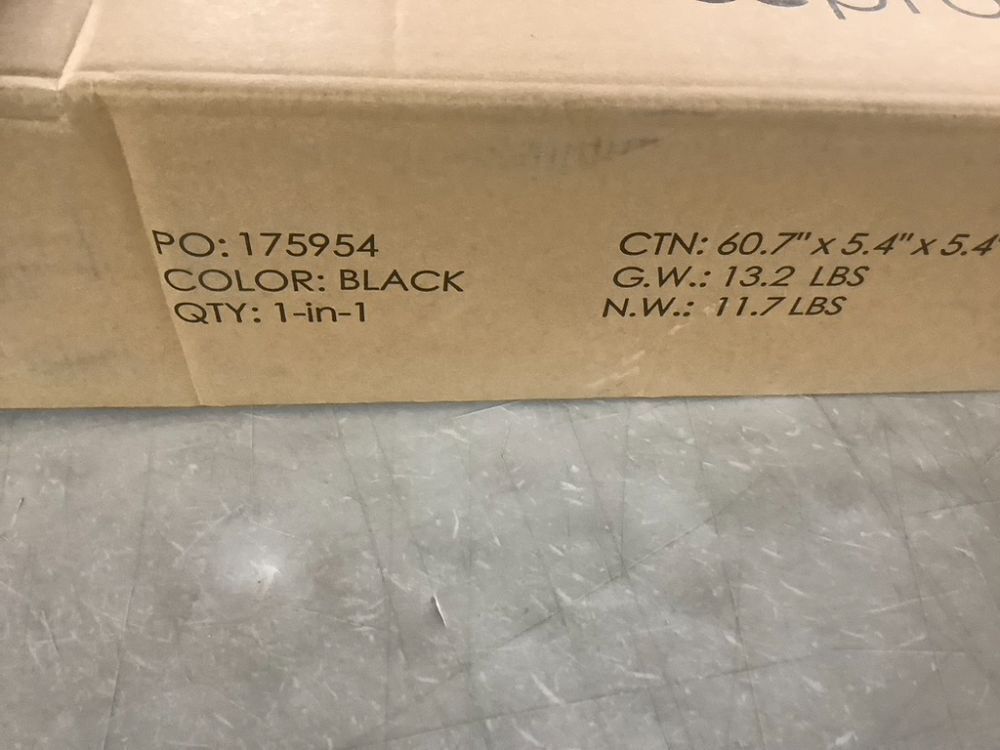 PO: 175954
COLOR: BLACK
QTY: 1-in-1
CTN: 60.7" x 5.4" x 5.4"
G.W.: 13.2 LBS
N.W.: 11.7 LBS